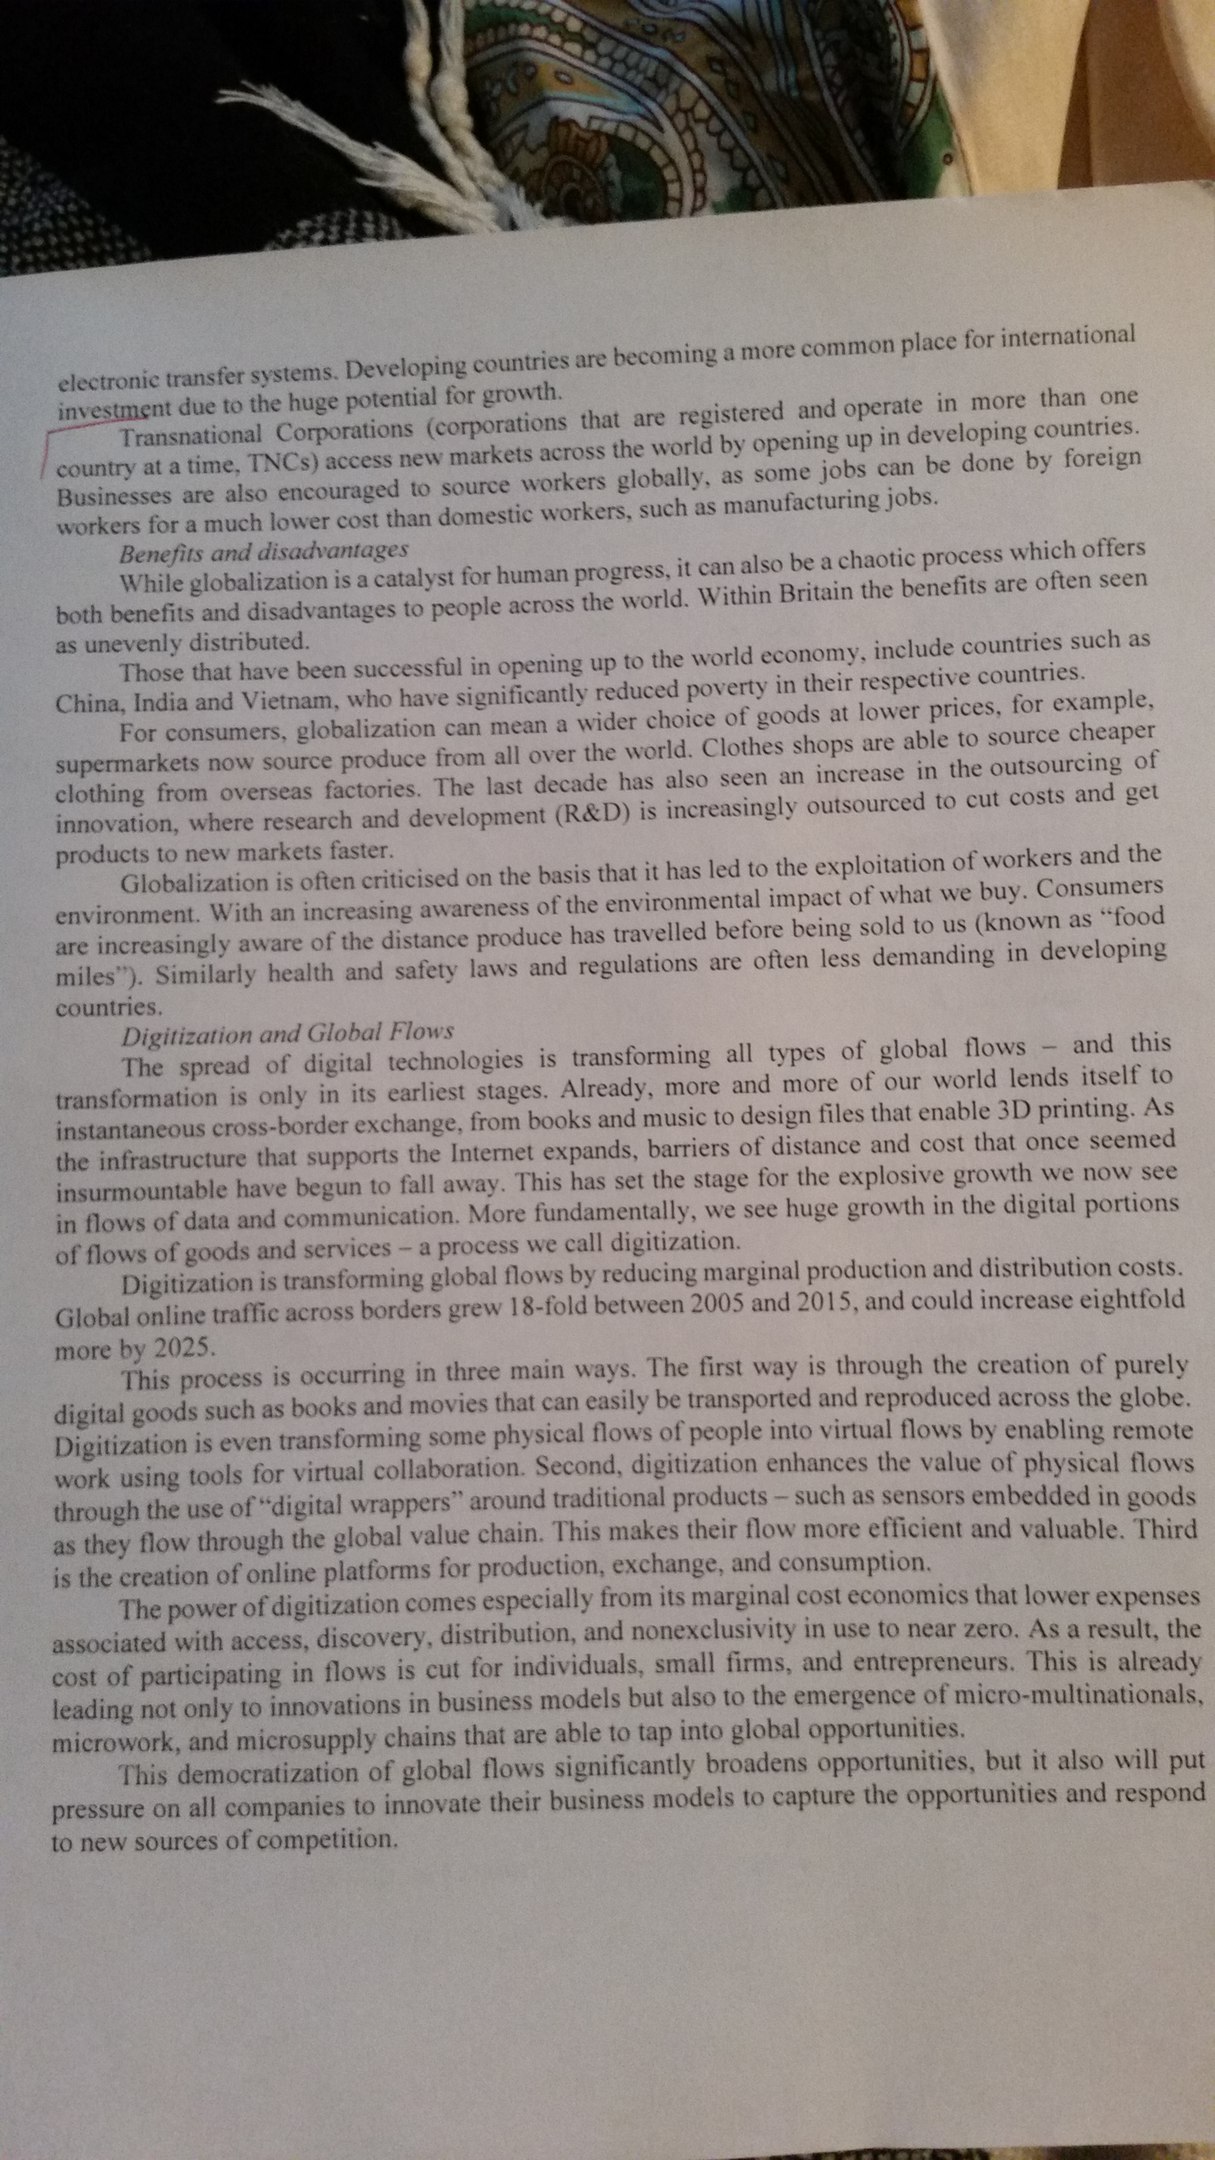 electronic transfer systems. Developing countries are becoming a more common place for international
investment due to the huge potential for growth.
Transnational Corporations (corporations that are registered and operate in more than one
country at a time, TNCs) access new markets across the world by opening up in developing countries.
Businesses are also encouraged to source workers globally, as some jobs can be done by foreign
workers for a much lower cost than domestic workers, such as manufacturing jobs.
Benefits and disadvantages
While globalization is a catalyst for human progress, it can also be a chaotic process which offers
both benefits and disadvantages to people across the world. Within Britain the benefits are often seen
as unevenly distributed.
Those that have been successful in opening up to the world economy, include countries such as
China, India and Vietnam, who have significantly reduced poverty in their respective countries.
For consumers, globalization can mean a wider choice of goods at lower prices, for example,
supermarkets now source produce from all over the world. Clothes shops are able to source cheaper
clothing from overseas factories. The last decade has also seen an increase in the outsourcing of
innovation, where research and development (R&D) is increasingly outsourced to cut costs and get
products to new markets faster.
Globalization is often criticised on the basis that it has led to the exploitation of workers and the
environment. With an increasing awareness of the environmental impact of what we buy. Consumers
are increasingly aware of the distance produce has travelled before being sold to us (known as “food
miles”). Similarly health and safety laws and regulations are often less demanding in developing
countries.
Digitization and Global Flows
The spread of digital technologies is transforming all types of global flows – and this
transformation is only in its earliest stages. Already, more and more of our world lends itself to
instantaneous cross-border exchange, from books and music to design files that enable 3D printing. As
the infrastructure that supports the Internet expands, barriers of distance and cost that once seemed
insurmountable have begun to fall away. This has set the stage for the explosive growth we now see
in flows of data and communication. More fundamentally, we see huge growth in the digital portions
of flows of goods and services – a process we call digitization.
Digitization is transforming global flows by reducing marginal production and distribution costs.
Global online traffic across borders grew 18-fold between 2005 and 2015, and could increase eightfold
more by 2025.
This process is occurring in three main ways. The first way is through the creation of purely
digital goods such as books and movies that can easily be transported and reproduced across the globe.
Digitization is even transforming some physical flows of people into virtual flows by enabling remote
work using tools for virtual collaboration. Second, digitization enhances the value of physical flows
through the use of “digital wrappers” around traditional products – such as sensors embedded in goods
as they flow through the global value chain. This makes their flow more efficient and valuable. Third
is the creation of online platforms for production, exchange, and consumption.
The power of digitization comes especially from its marginal cost economics that lower expenses
associated with access, discovery, distribution, and nonexclusivity in use to near zero. As a result, the
cost of participating in flows is cut for individuals, small firms, and entrepreneurs. This is already
leading not only to innovations in business models but also to the emergence of micro-multinationals,
microwork, and microsupply chains that are able to tap into global opportunities.
This democratization of global flows significantly broadens opportunities, but it also will put
pressure on all companies to innovate their business models to capture the opportunities and respond
to new sources of competition.